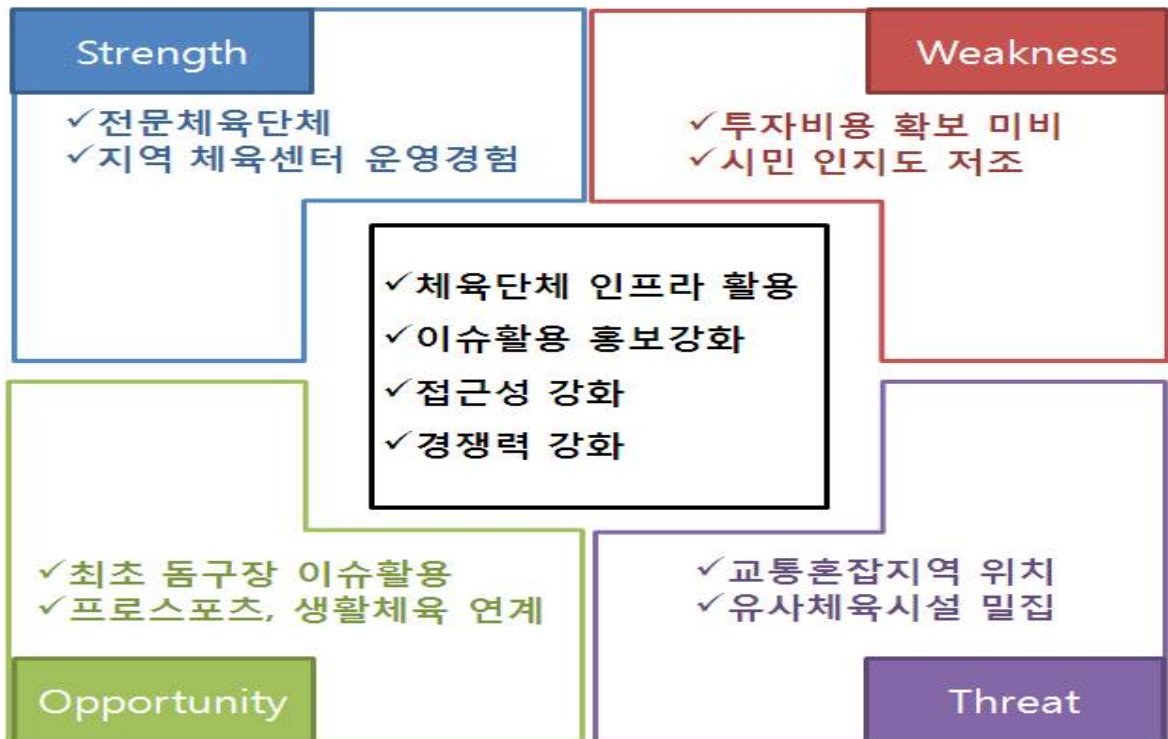 Strength
✓전문체육단체
✓지역 체육센터 운영경험
Weakness
✓투자비용 확보 미비
✓시민 인지도 저조
✓체육단체 인프라 활용
✓이슈활용 홍보강화
✓접근성 강화
✓경쟁력 강화
✓최초 돔구장 이슈활용
✓프로스포츠, 생활체육 연계
Opportunity
✓교통혼잡지역 위치
✓유사체육시설 밀집
Threat